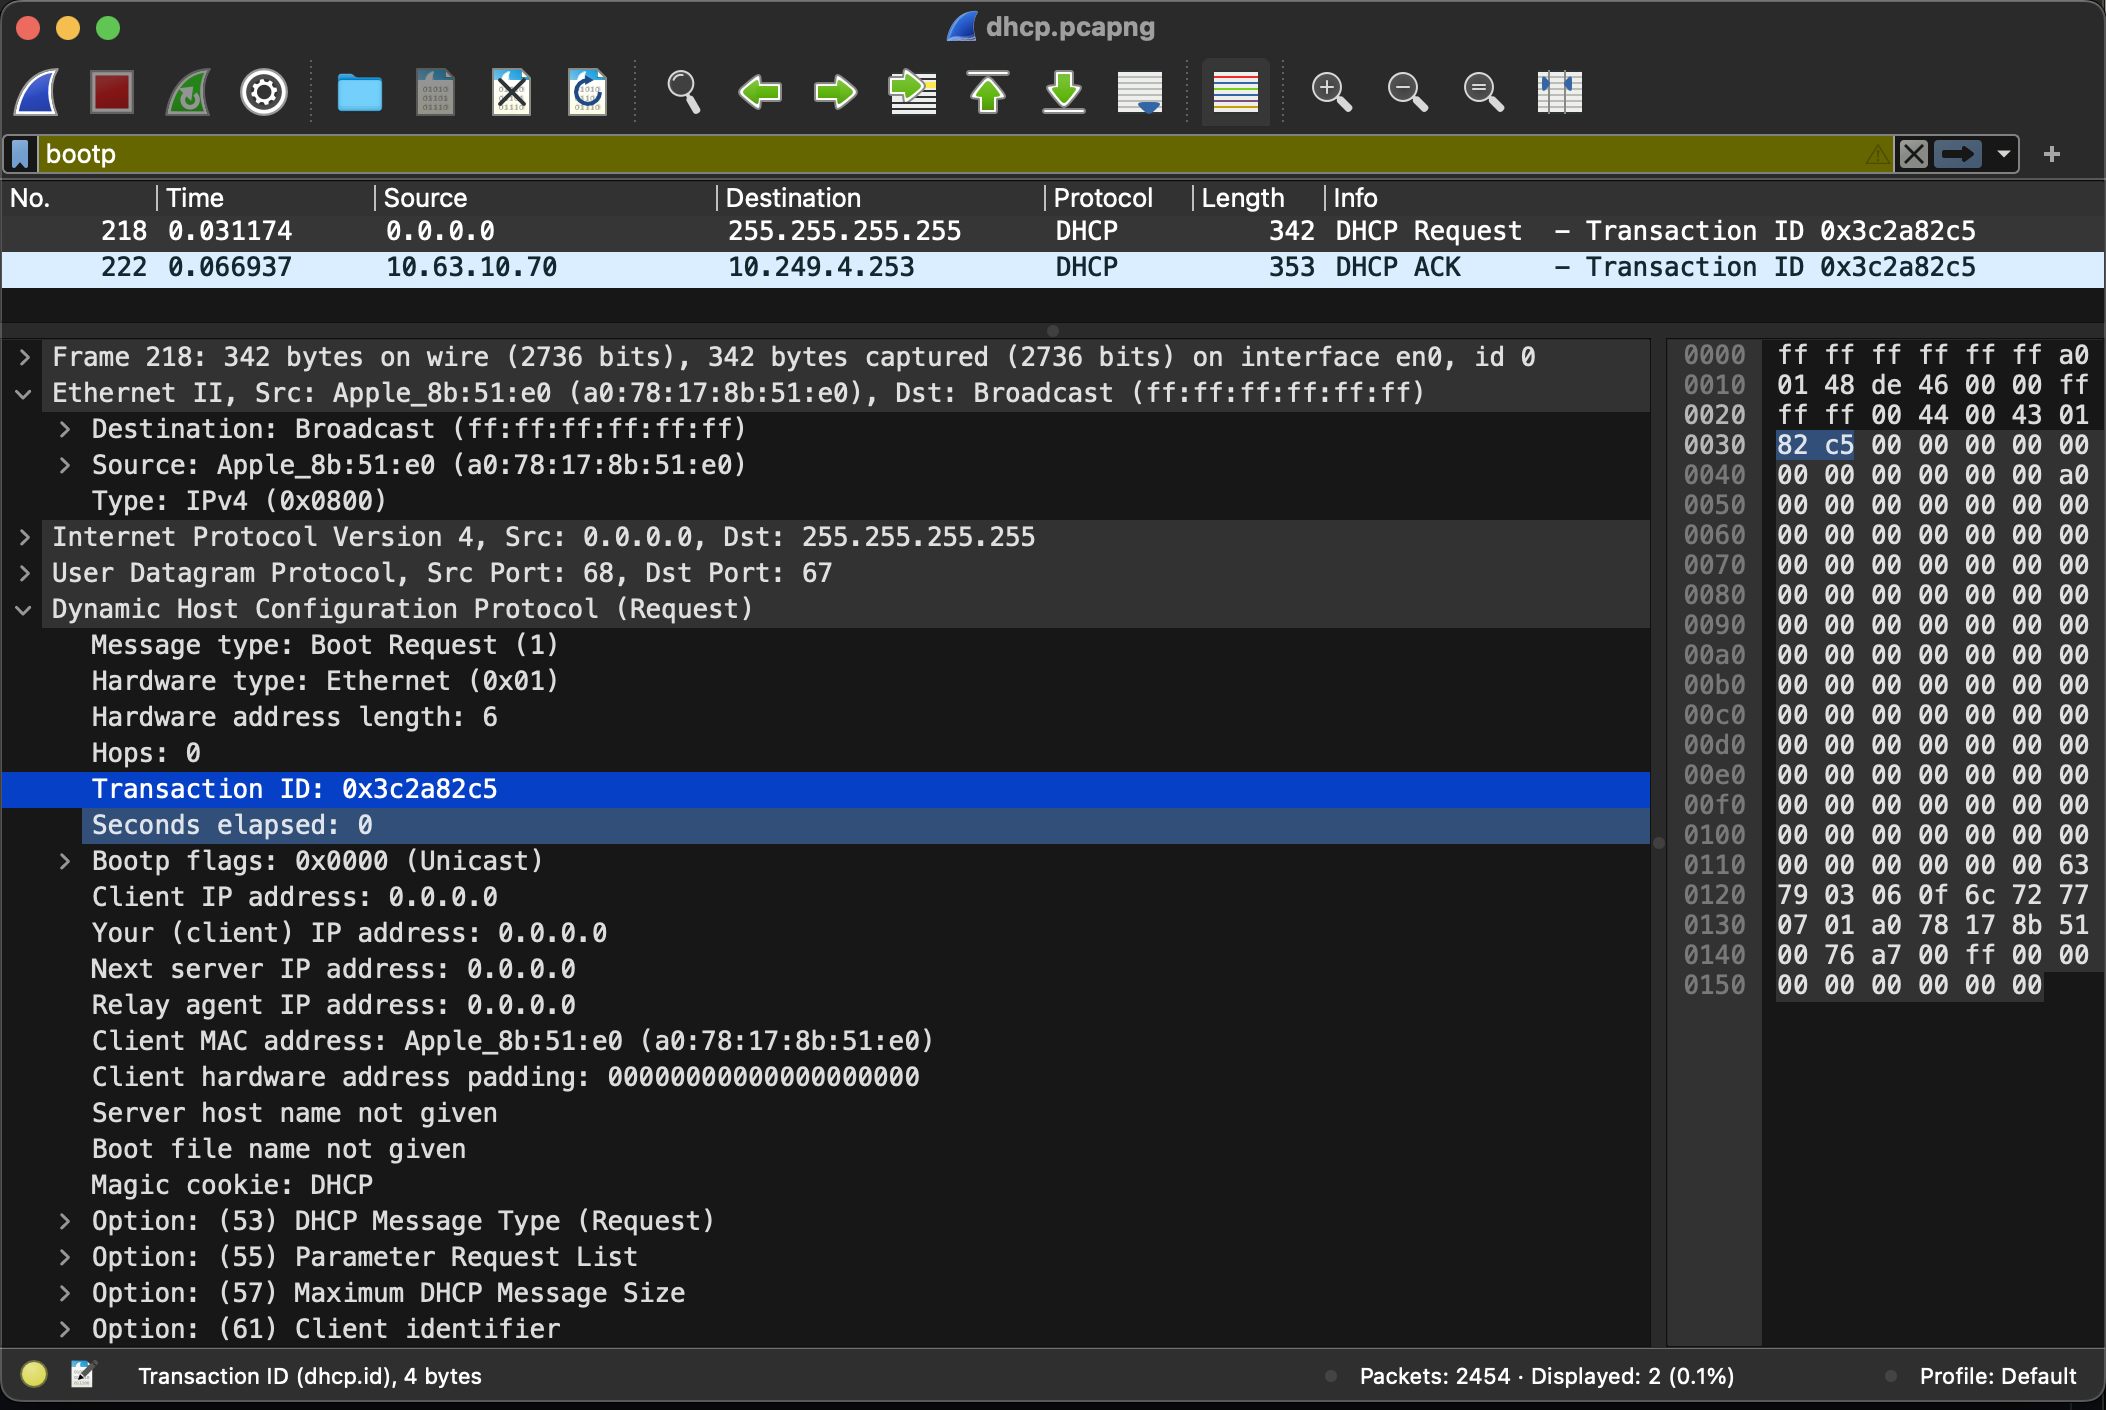 dhcp.pcapng
bootp
No. Time Source Destination Protocol Length Info
218 0.031174 0.0.0.0 255.255.255.255 DHCP 342 DHCP Request – Transaction ID 0x3c2a82c5
222 0.066937 10.63.10.70 10.249.4.253 DHCP 353 DHCP ACK – Transaction ID 0x3c2a82c5
Frame 218: 342 bytes on wire (2736 bits), 342 bytes captured (2736 bits) on interface en0, id 0
Ethernet II, Src: Apple_8b:51:e0 (a0:78:17:8b:51:e0), Dst: Broadcast (ff:ff:ff:ff:ff:ff)
Destination: Broadcast (ff:ff:ff:ff:ff:ff)
Source: Apple_8b:51:e0 (a0:78:17:8b:51:e0)
Type: IPv4 (0x0800)
Internet Protocol Version 4, Src: 0.0.0.0, Dst: 255.255.255.255
User Datagram Protocol, Src Port: 68, Dst Port: 67
Dynamic Host Configuration Protocol (Request)
Message type: Boot Request (1)
Hardware type: Ethernet (0x01)
Hardware address length: 6
Hops: 0
Transaction ID: 0x3c2a82c5
Seconds elapsed: 0
Bootp flags: 0x0000 (Unicast)
Client IP address: 0.0.0.0
Your (client) IP address: 0.0.0.0
Next server IP address: 0.0.0.0
Relay agent IP address: 0.0.0.0
Client MAC address: Apple_8b:51:e0 (a0:78:17:8b:51:e0)
Client hardware address padding: 00000000000000000000
Server host name not given
Boot file name not given
Magic cookie: DHCP
Option: (53) DHCP Message Type (Request)
Option: (55) Parameter Request List
Option: (57) Maximum DHCP Message Size
Option: (61) Client identifier
0000 ff ff ff ff ff ff a0
0010 01 48 de 46 00 00 ff
0020 ff ff 00 44 00 43 01
0030 82 c5 00 00 00 00 00
0040 00 00 00 00 00 00 a0
0050 00 00 00 00 00 00 00
0060 00 00 00 00 00 00 00
0070 00 00 00 00 00 00 00
0080 00 00 00 00 00 00 00
0090 00 00 00 00 00 00 00
00a0 00 00 00 00 00 00 00
00b0 00 00 00 00 00 00 00
00c0 00 00 00 00 00 00 00
00d0 00 00 00 00 00 00 00
00e0 00 00 00 00 00 00 00
00f0 00 00 00 00 00 00 00
0100 00 00 00 00 00 00 00
0110 00 00 00 00 00 00 63
0120 79 03 06 0f 6c 72 77
0130 07 01 a0 78 17 8b 51
0140 00 76 a7 00 ff 00 00
0150 00 00 00 00 00 00
Transaction ID (dhcp.id), 4 bytes
Packets: 2454 · Displayed: 2 (0.1%)
Profile: Default